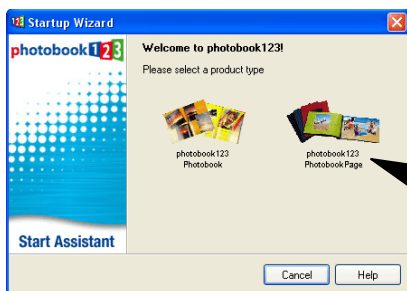 123 Startup Wizard
photobook123
Welcome to photobook123!
Please select a product type
photobook123
Photobook
photobook123
Photobook Page
Start Assistant
Cancel
Help